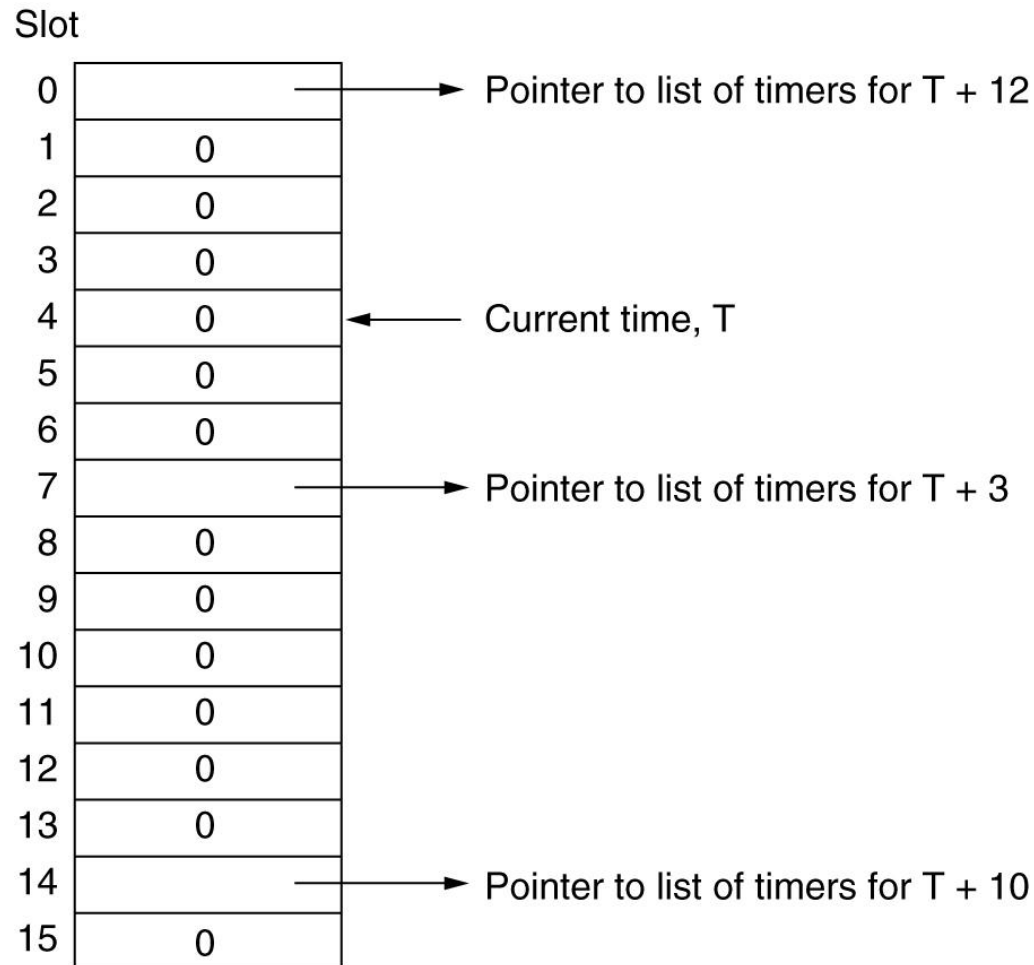 Slot
0 Pointer to list of timers for T + 12
1 0
2 0
3 0
4 0 Current time, T
5 0
6 0
7 Pointer to list of timers for T + 3
8 0
9 0
10 0
11 0
12 0
13 0
14 Pointer to list of timers for T + 10
15 0